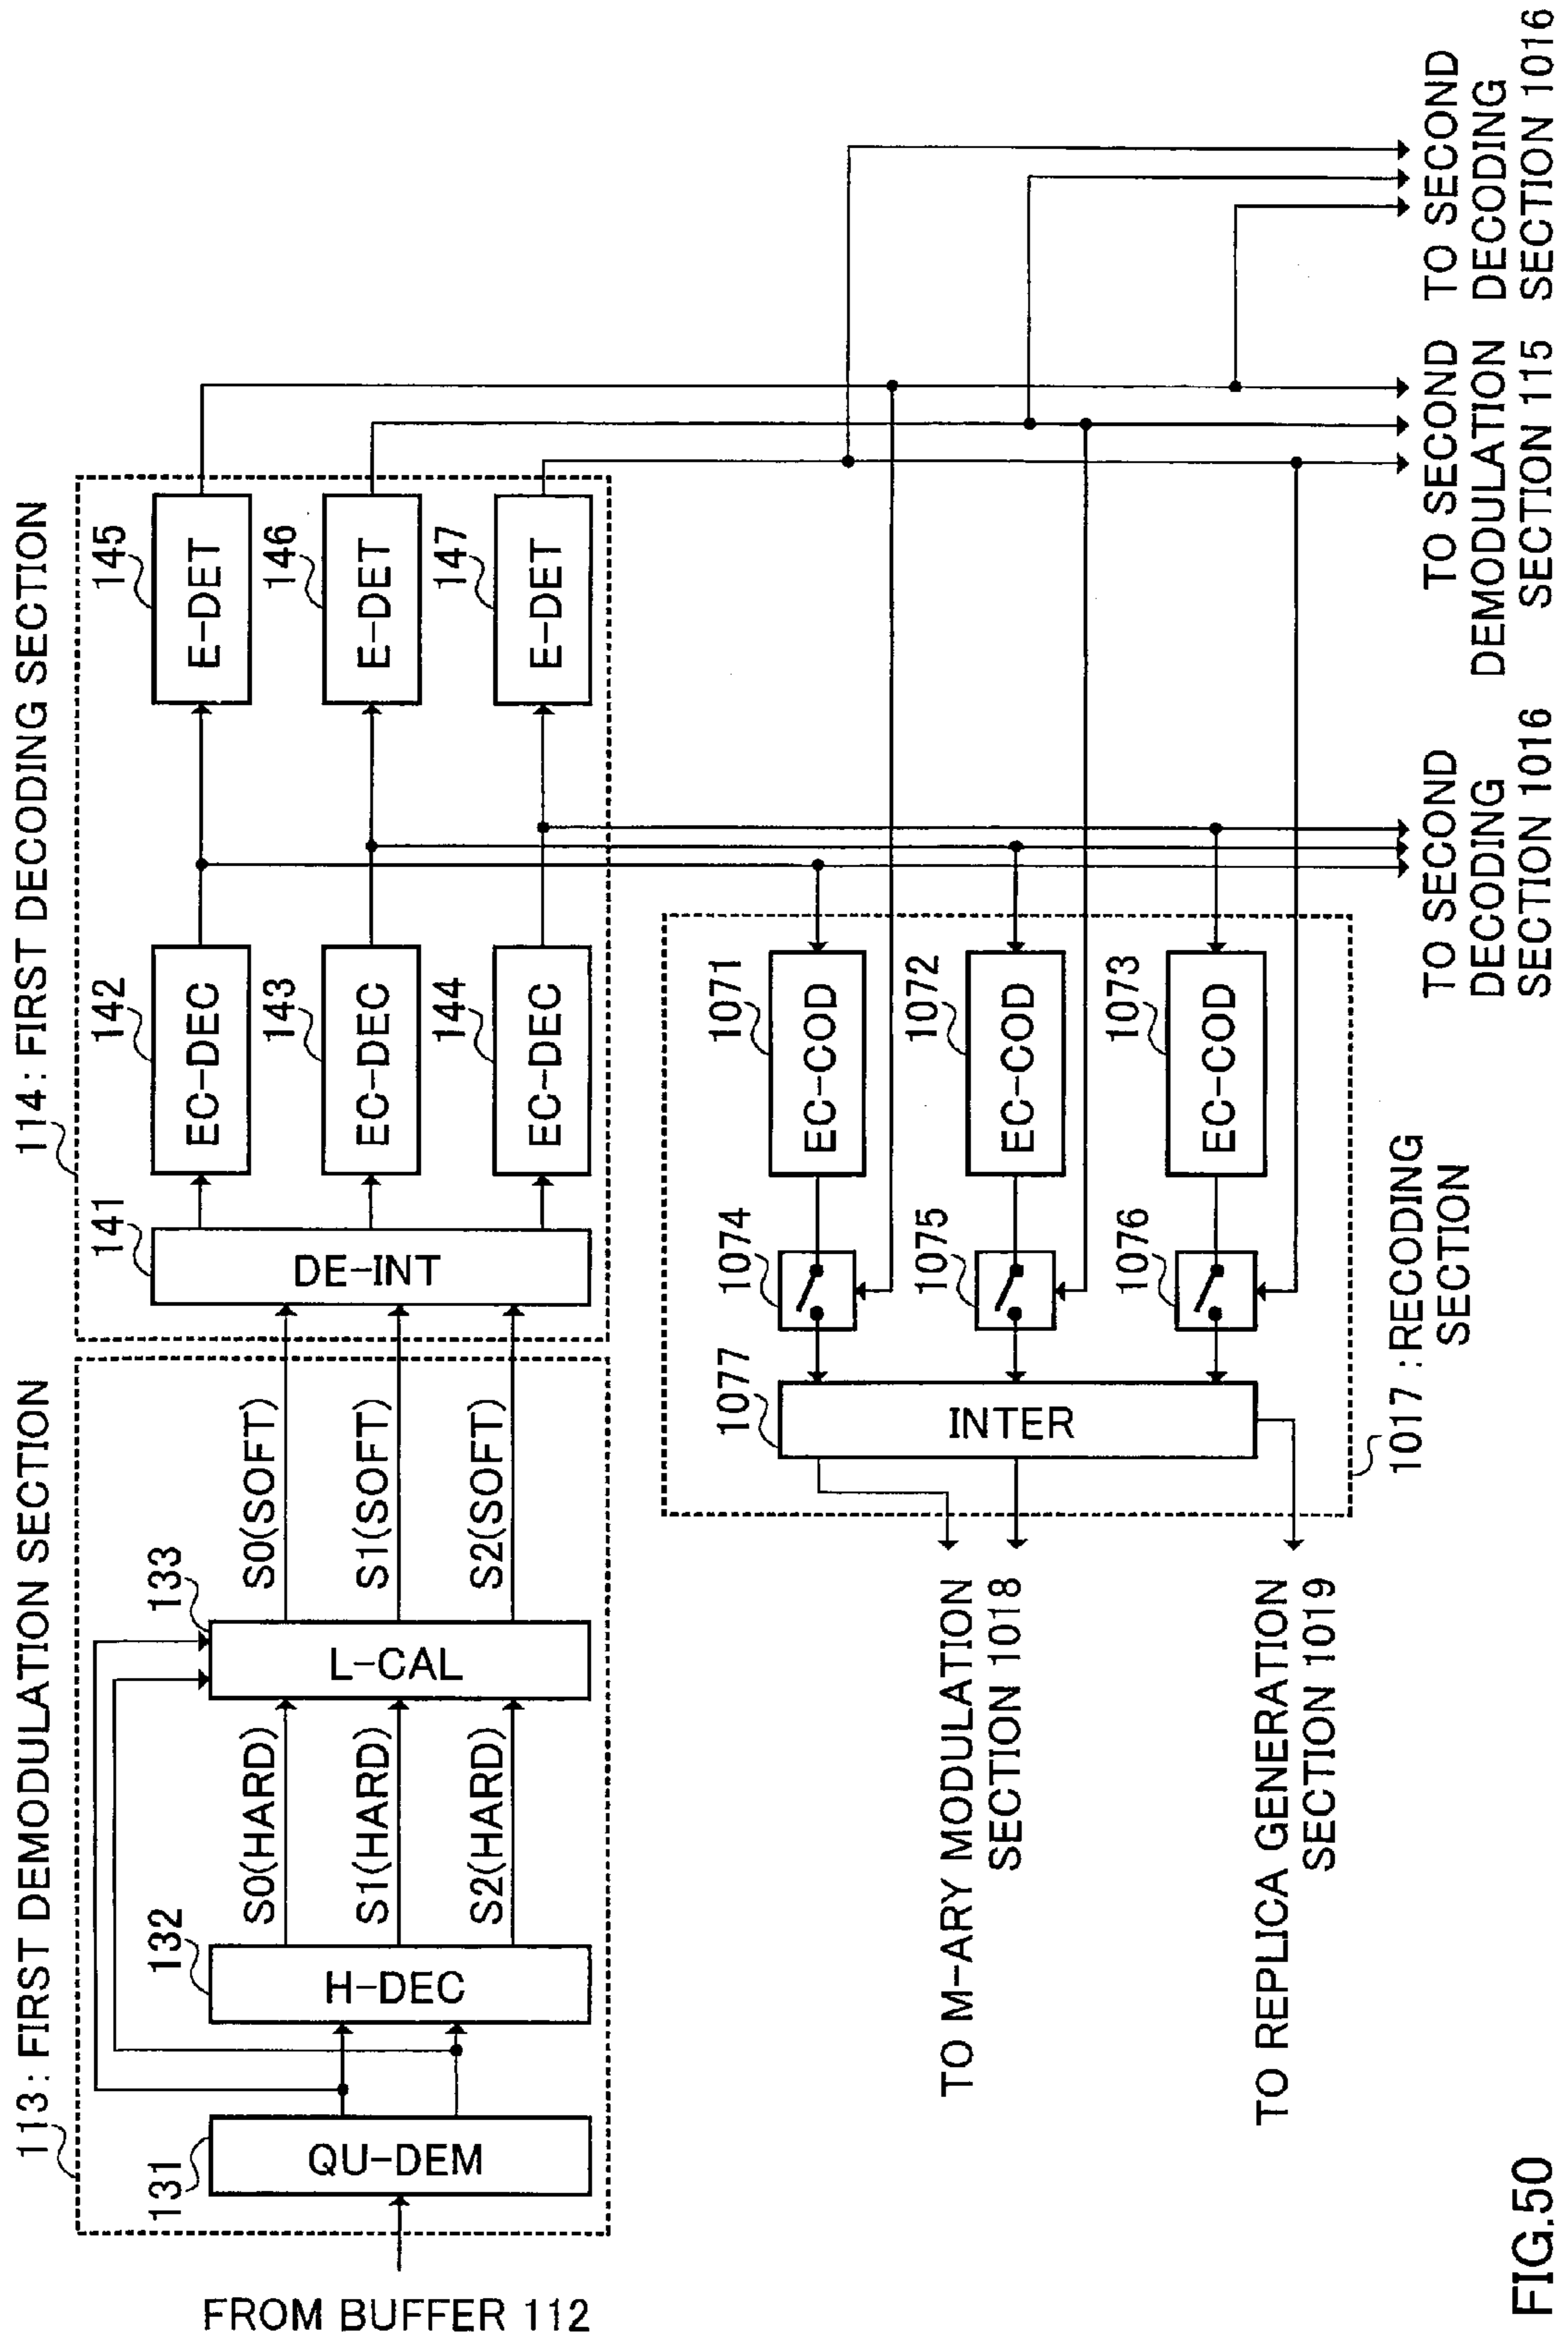 113: FIRST DEMODULATION SECTION
114: FIRST DECODING SECTION
FROM BUFFER 112
131
QU-DEM
132
H-DEC
S0(HARD)
S1(HARD)
S2(HARD)
133
L-CAL
S0(SOFT)
S1(SOFT)
S2(SOFT)
141
DE-INT
142
EC-DEC
143
EC-DEC
144
EC-DEC
145
E-DET
146
E-DET
147
E-DET
1071
EC-COD
1072
EC-COD
1073
EC-COD
1074
1075
1076
1077
INTER
1017 : RECODING
SECTION
TO M-ARY MODULATION
SECTION 1018
TO REPLICA GENERATION
SECTION 1019
TO SECOND
DECODING
SECTION 1016
TO SECOND
DEMODULATION
SECTION 115
TO SECOND
DECODING
SECTION 1016
FIG.50